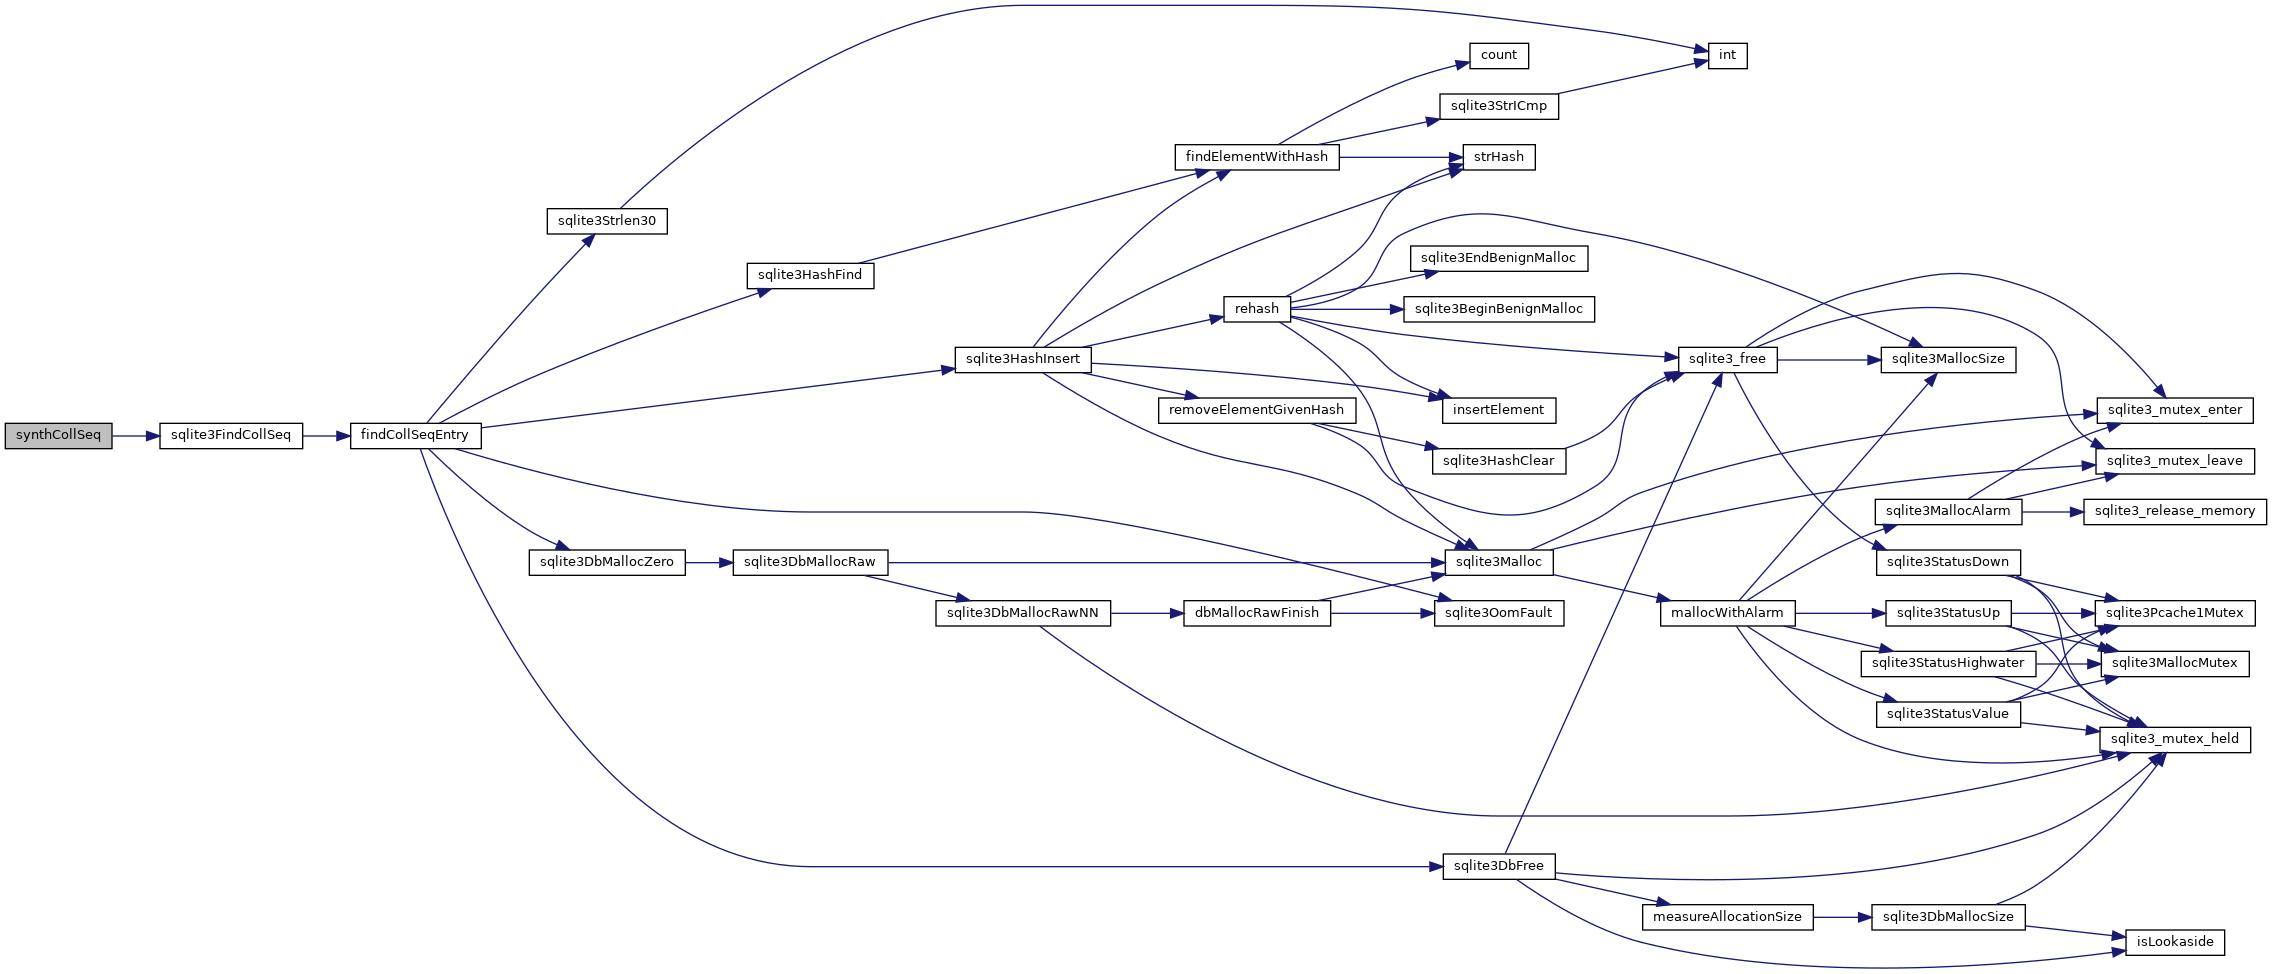 synthCollSeq
sqlite3FindCollSeq
findCollSeqEntry
sqlite3Strlen30
sqlite3HashFind
sqlite3HashInsert
sqlite3DbMallocZero
sqlite3DbMallocRaw
sqlite3DbMallocRawNN
dbMallocRawFinish
findElementWithHash
rehash
removeElementGivenHash
count
sqlite3StrICmp
strHash
sqlite3EndBenignMalloc
sqlite3BeginBenignMalloc
insertElement
sqlite3HashClear
sqlite3Malloc
sqlite3OomFault
sqlite3DbFree
int
sqlite3_free
mallocWithAlarm
measureAllocationSize
sqlite3MallocSize
sqlite3MallocAlarm
sqlite3StatusDown
sqlite3StatusUp
sqlite3StatusHighwater
sqlite3StatusValue
sqlite3DbMallocSize
sqlite3_mutex_enter
sqlite3_mutex_leave
sqlite3_release_memory
sqlite3Pcache1Mutex
sqlite3MallocMutex
sqlite3_mutex_held
isLookaside